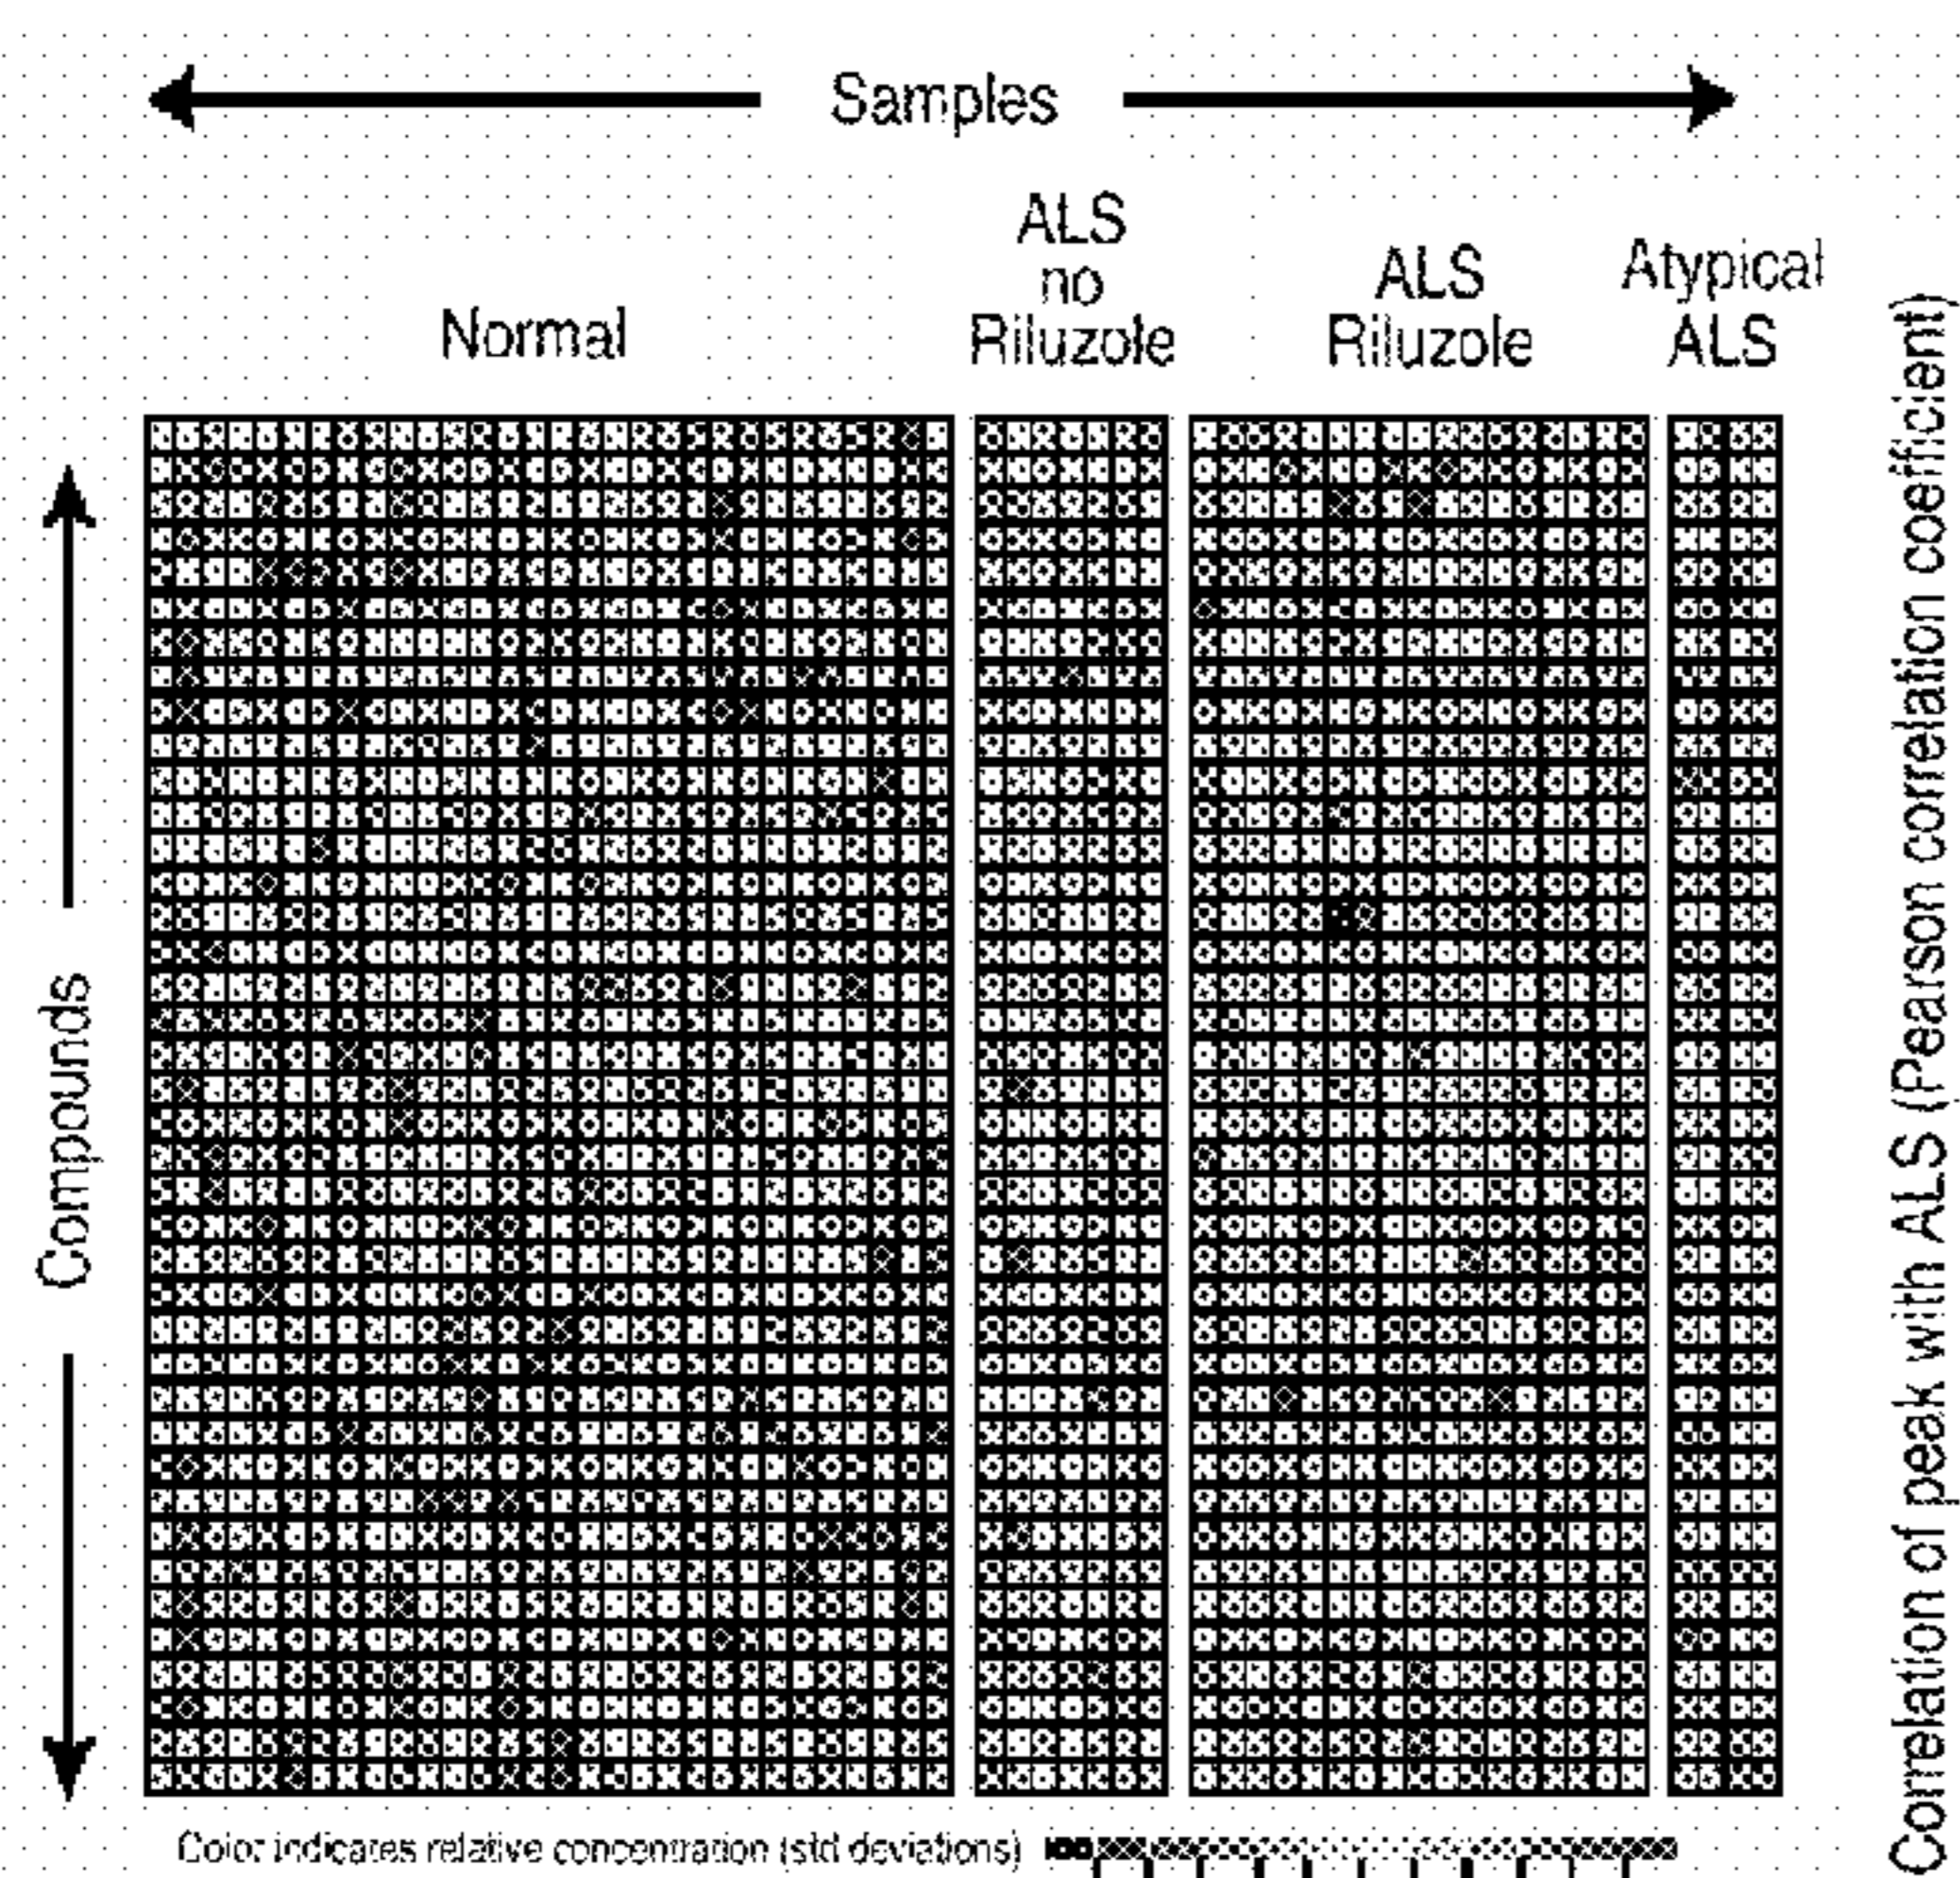 Samples
Normal
ALS
no
Riluzole
ALS
Riluzole
Atypical
ALS
Compounds
Correlation of peak with ALS (Pearson correlation coefficient)
Color indicates relative concentration (std deviations)